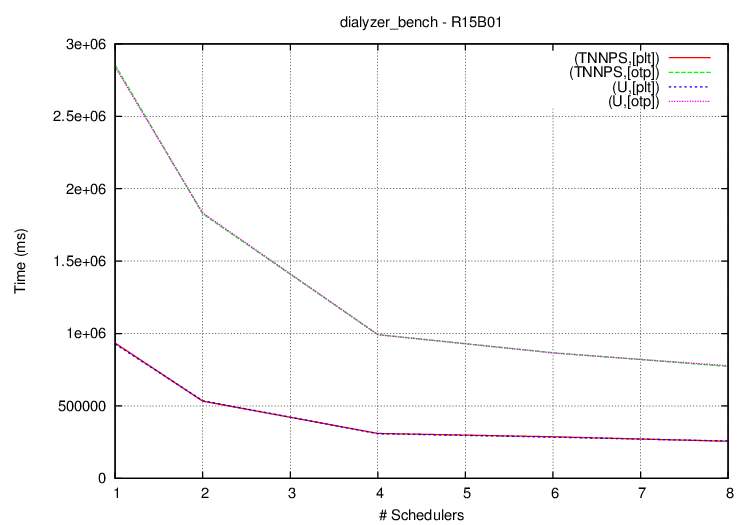 dialyzer_bench - R15B01
3e+06
2.5e+06
2e+06
1.5e+06
1e+06
500000
0
Time (ms)
(TNNPS,[plt])
(TNNPS,[otp])
(U,[plt])
(U,[otp])
1 2 3 4 5 6 7 8
# Schedulers